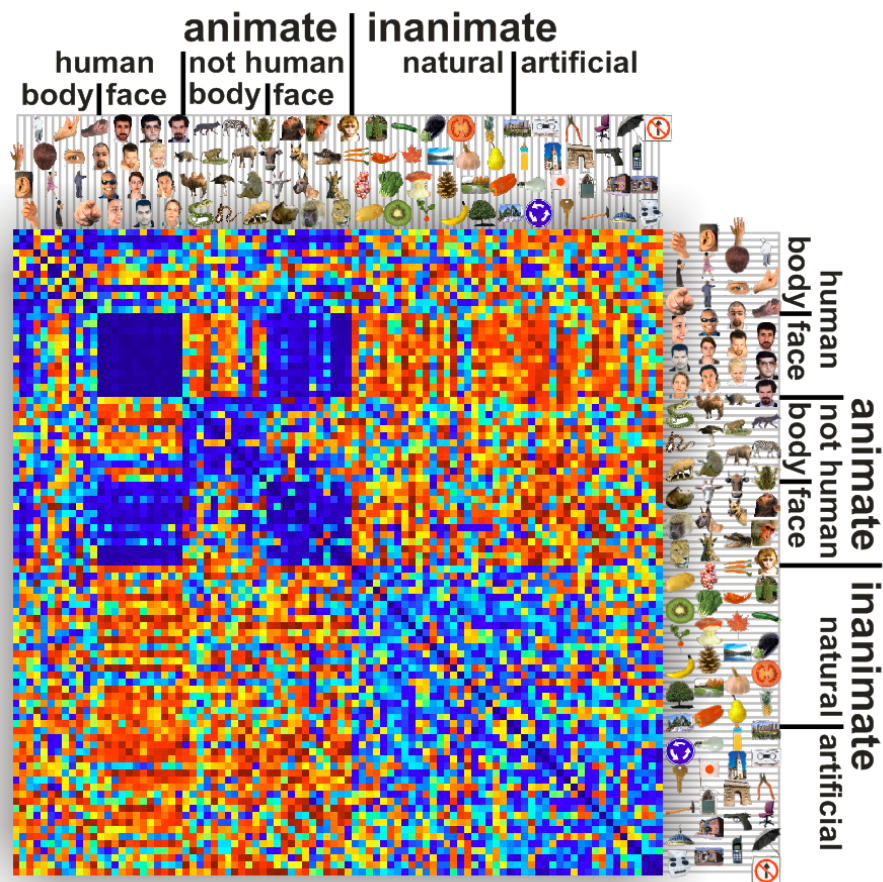 animate inanimate
human not human natural artificial
body face body face
human
body face
animate
not human
body face
inanimate
natural
artificial